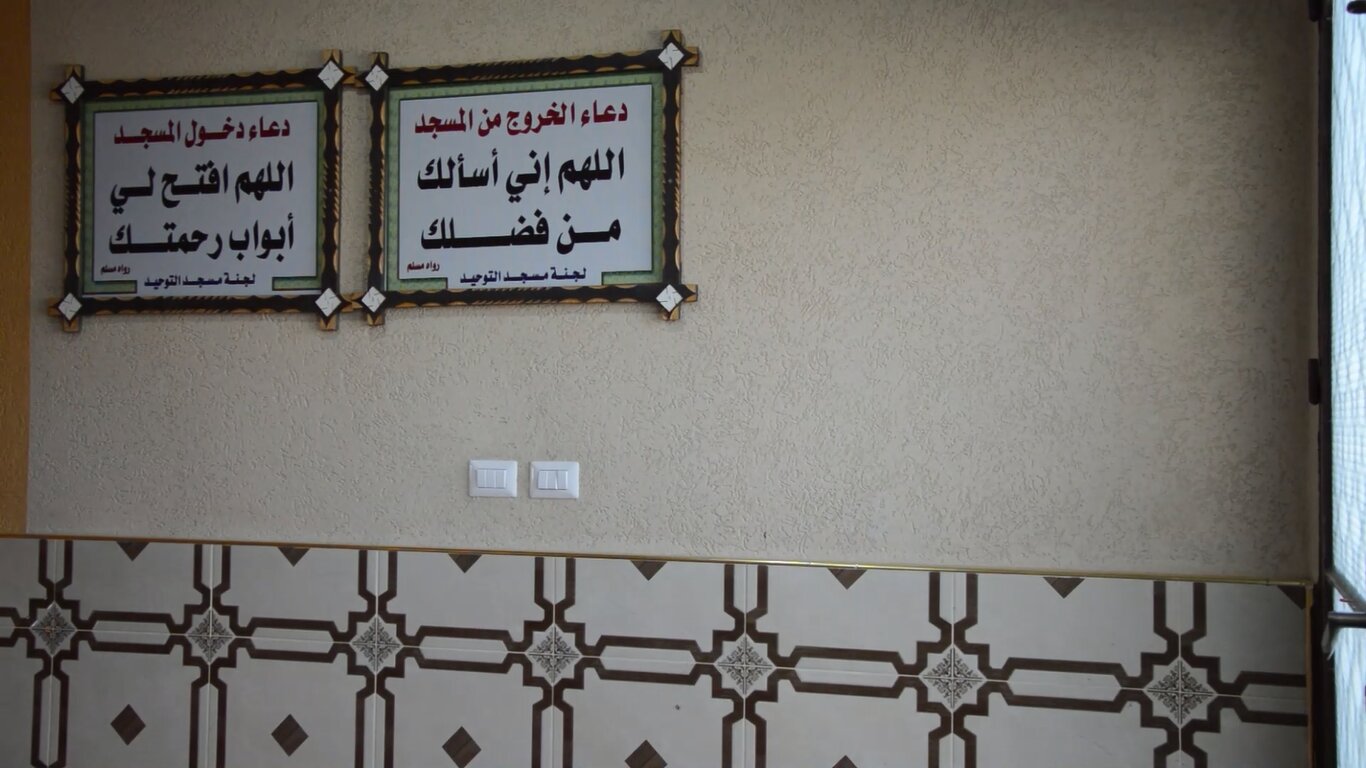 دعاء الخروج من المسجد
اللهم إني أسألك
من فضلك
رواه مسلم
لجنة مسجد التوحيد
دعاء دخول المسجد
اللهم افتح لي
أبواب رحمتك
رواه مسلم
لجنة مسجد التوحيد